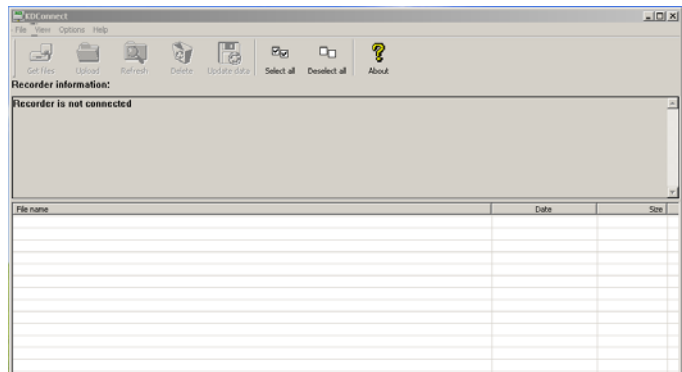 KDConnect
File View Options Help
Get files Upload Refresh Delete Update data Select all Deselect all About
Recorder information:
Recorder is not connected
File name Date Size